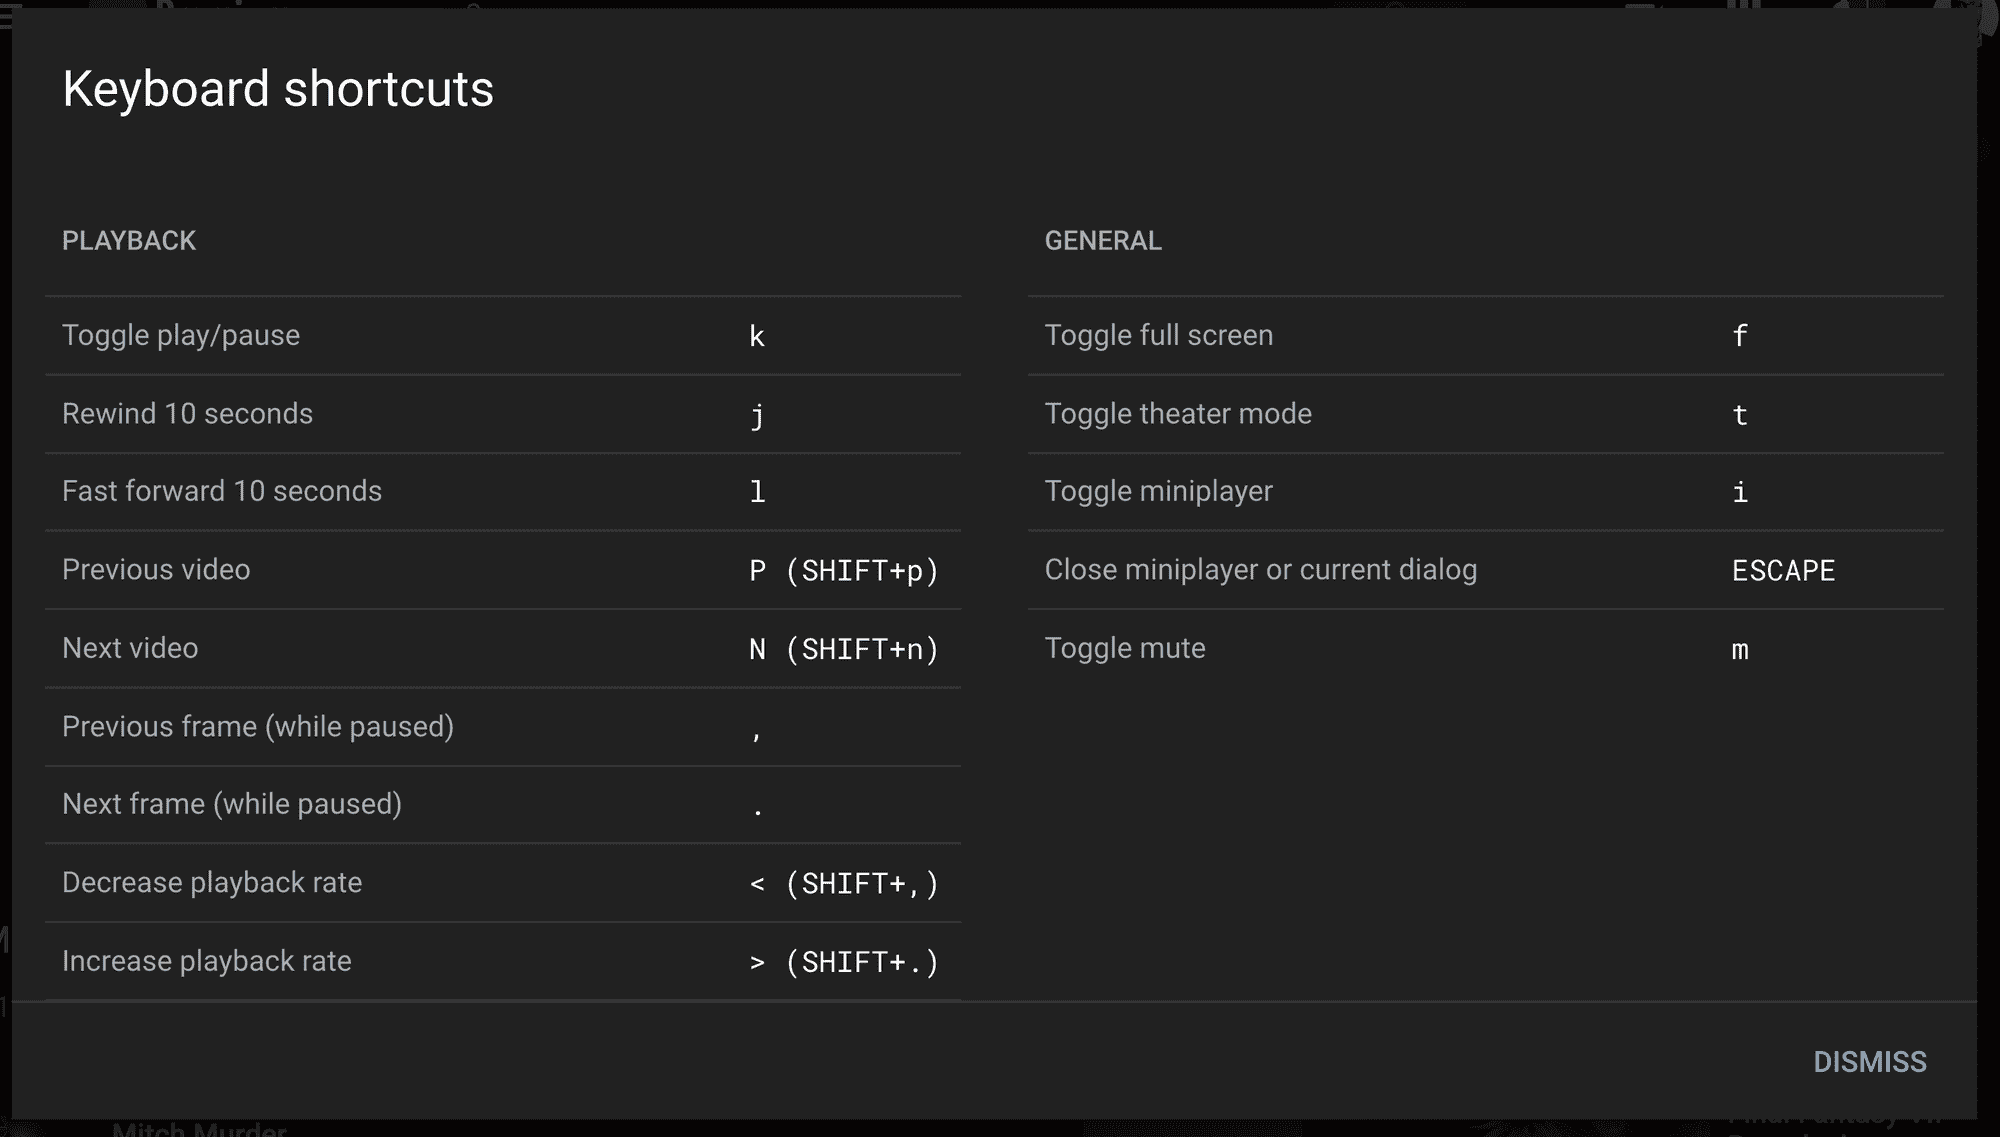 Keyboard shortcuts
PLAYBACK
Toggle play/pause k
Rewind 10 seconds j
Fast forward 10 seconds l
Previous video P (SHIFT+p)
Next video N (SHIFT+n)
Previous frame (while paused) ,
Next frame (while paused) .
Decrease playback rate < (SHIFT+,)
Increase playback rate > (SHIFT+.)
GENERAL
Toggle full screen f
Toggle theater mode t
Toggle miniplayer i
Close miniplayer or current dialog ESCAPE
Toggle mute m
DISMISS
Mitch Murder